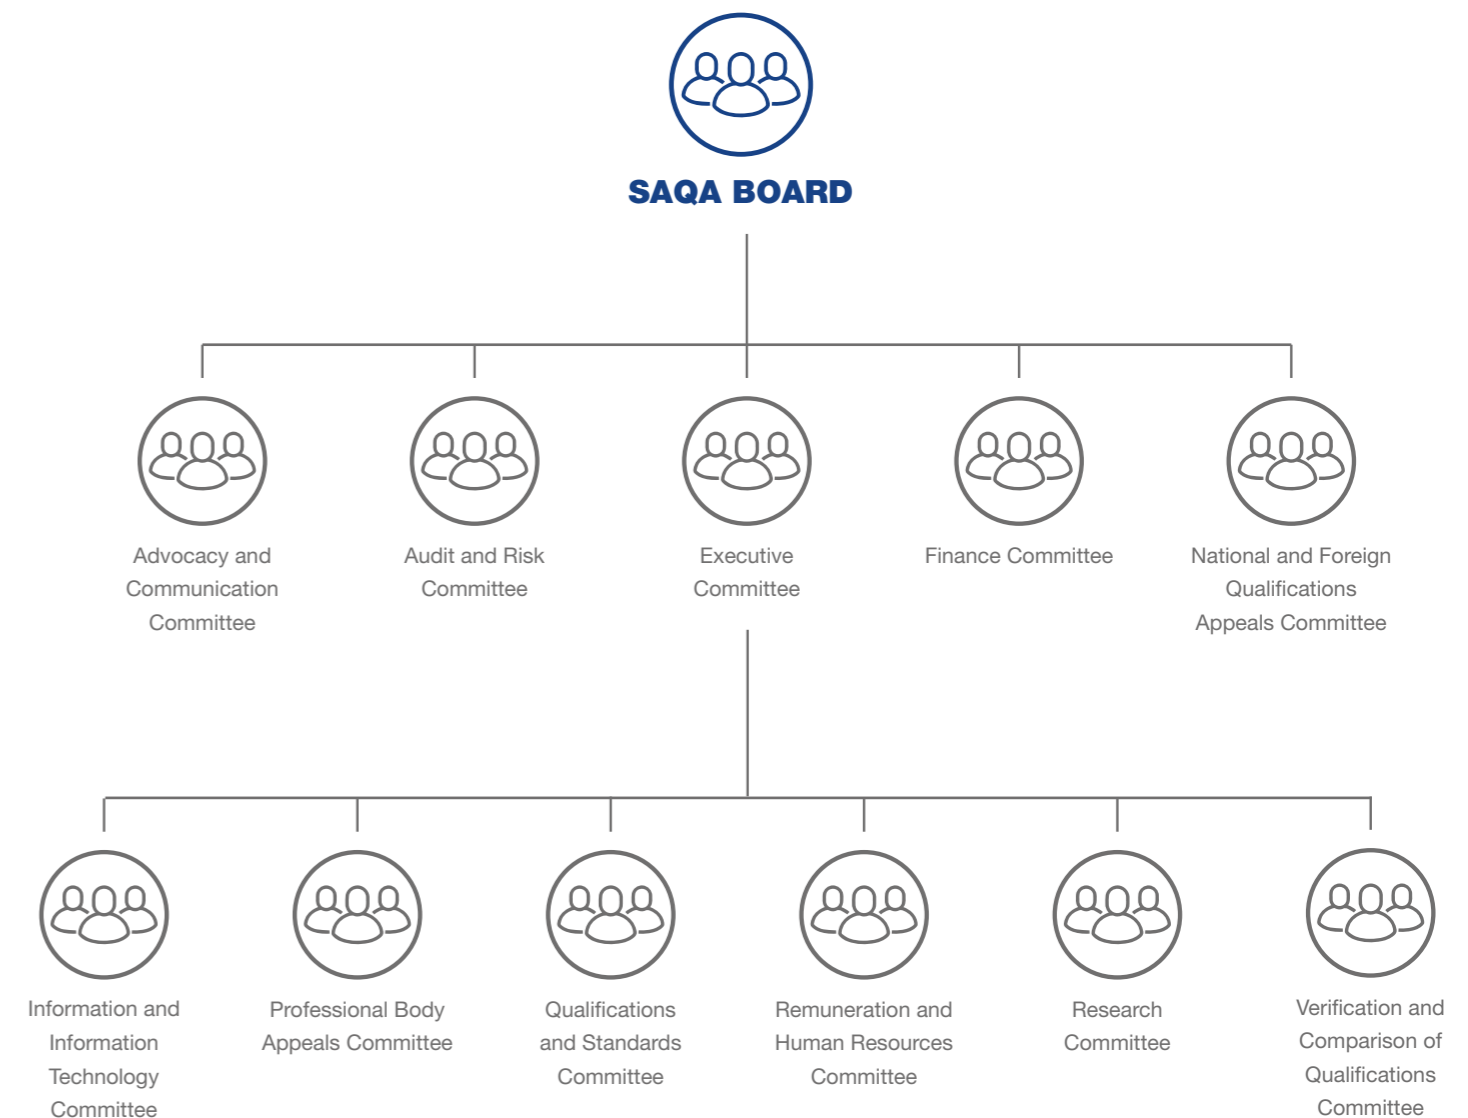 SAQA BOARD
Advocacy and
Communication
Committee
Audit and Risk
Committee
Executive
Committee
Finance Committee
National and Foreign
Qualifications
Appeals Committee
Information and
Information
Technology
Committee
Professional Body
Appeals Committee
Qualifications
and Standards
Committee
Remuneration and
Human Resources
Committee
Research
Committee
Verification and
Comparison of
Qualifications
Committee